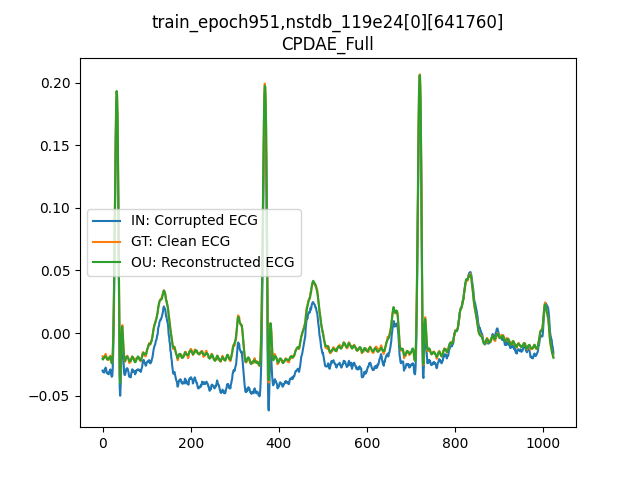 train_epoch951,nstdb_119e24[0][641760]
CPDAE_Full
0.20
0.15
0.10
0.05
0.00
−0.05
IN: Corrupted ECG
GT: Clean ECG
OU: Reconstructed ECG
0 200 400 600 800 1000